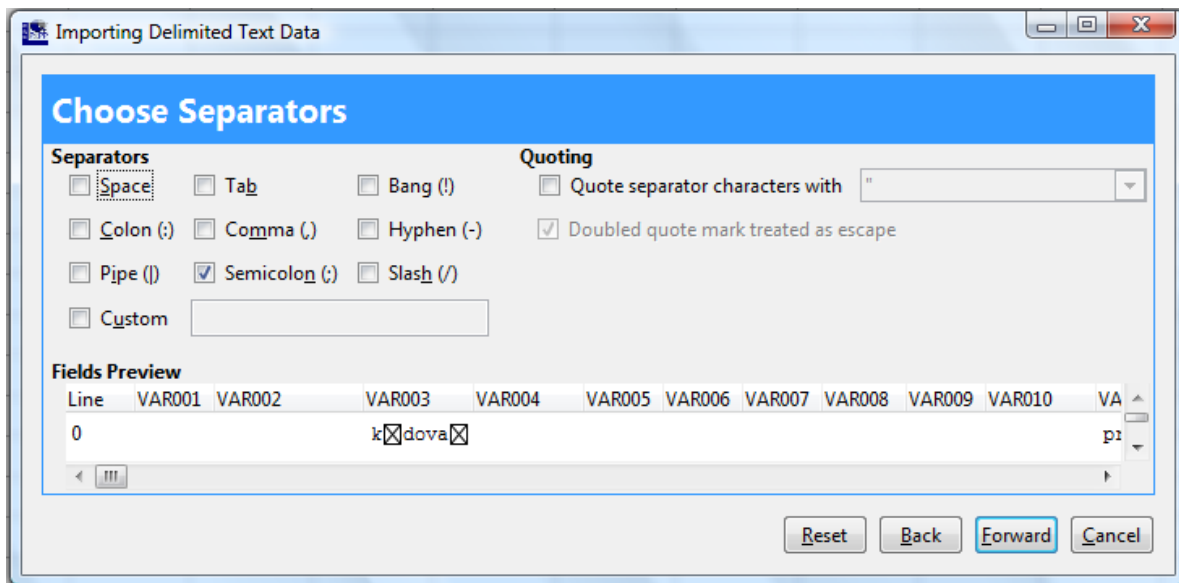 Importing Delimited Text Data
Choose Separators
Separators
Space Tab Bang (!)
Colon (:) Comma (,) Hyphen (-)
Pipe (|) Semicolon (;) Slash (/)
Custom
Quoting
Quote separator characters with "
Doubled quote mark treated as escape
Fields Preview
Line VAR001 VAR002 VAR003 VAR004 VAR005 VAR006 VAR007 VAR008 VAR009 VAR010 VA
0 k☒dova☒ pr
Reset Back Forward Cancel